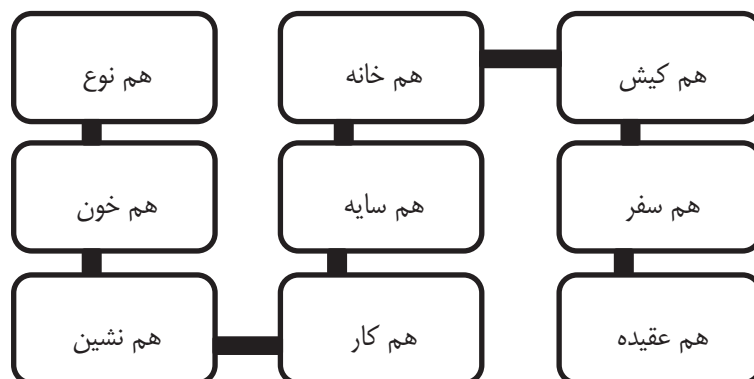 هم کیش
هم خانه
هم نوع
هم سفر
هم سایه
هم خون
هم عقیده
هم کار
هم نشین